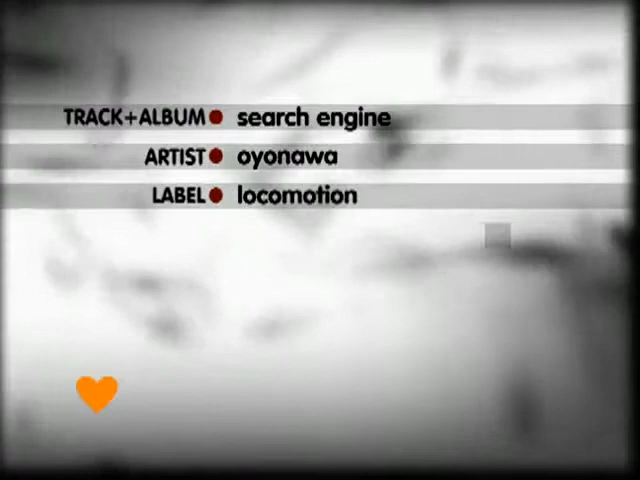 TRACK+ALBUM● search engine
ARTIST● oyonawa
LABEL● locomotion